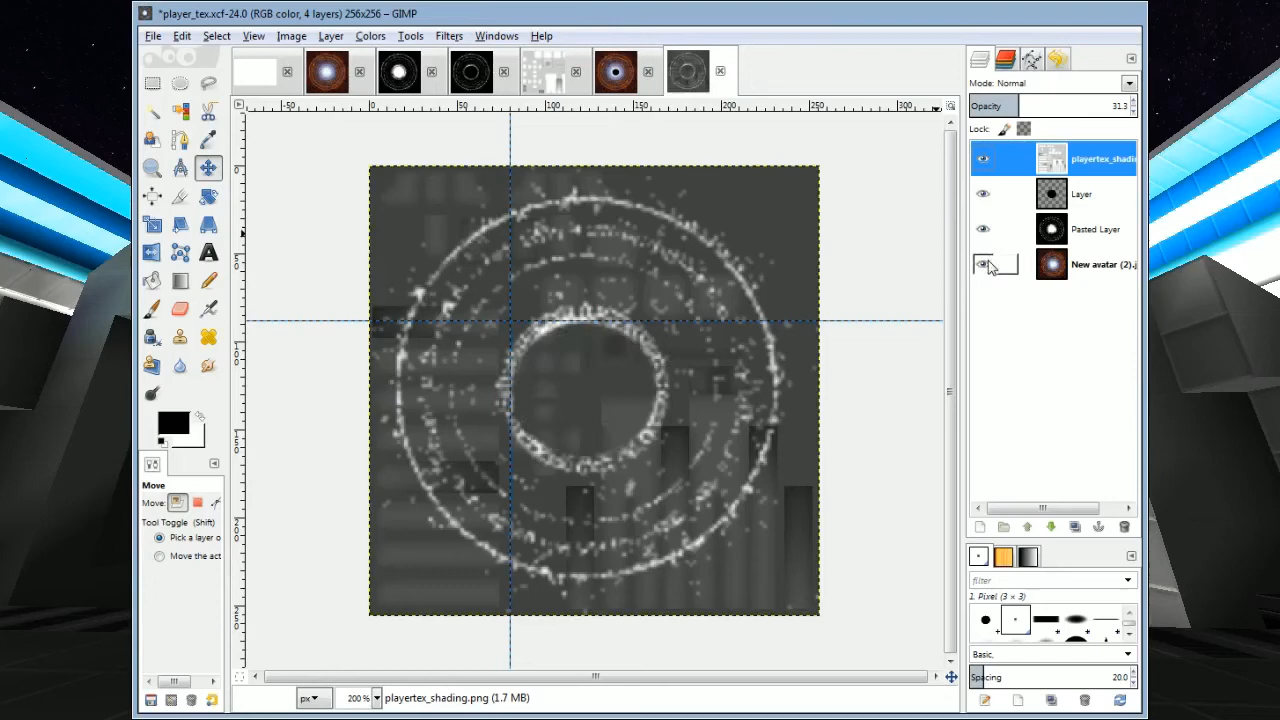 *player_tex.xcf-24.0 (RGB color, 4 layers) 256x256 – GIMP
File Edit Select View Image Layer Colors Tools Filters Windows Help
Mode: Normal
-50 0 50 100 150 200 250 300
Opacity 31.3
Lock:
playertex_shadin
Layer
Pasted Layer
New avatar (2).j
Move
Move:
Tool Toggle (Shift)
Pick a layer o
Move the act
filter
1. Pixel (3 × 3)
Basic,
Spacing 20.0
px 200 % playertex_shading.png (1.7 MB)